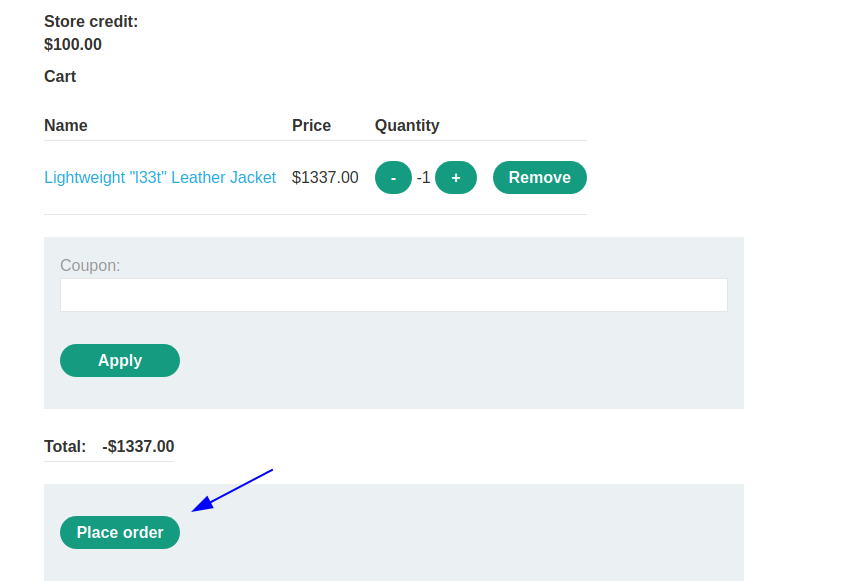 Store credit:
$100.00
Cart
Name Price Quantity
Lightweight "l33t" Leather Jacket $1337.00 - -1 + Remove
Coupon:
Apply
Total: -$1337.00
Place order